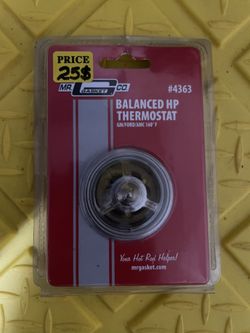 PRICE
25$
MR. GASKET CO
#4363
BALANCED HP
THERMOSTAT
GM/FORD/AMC 160°F
Your Hot Rod Helper!
mrgasket.com